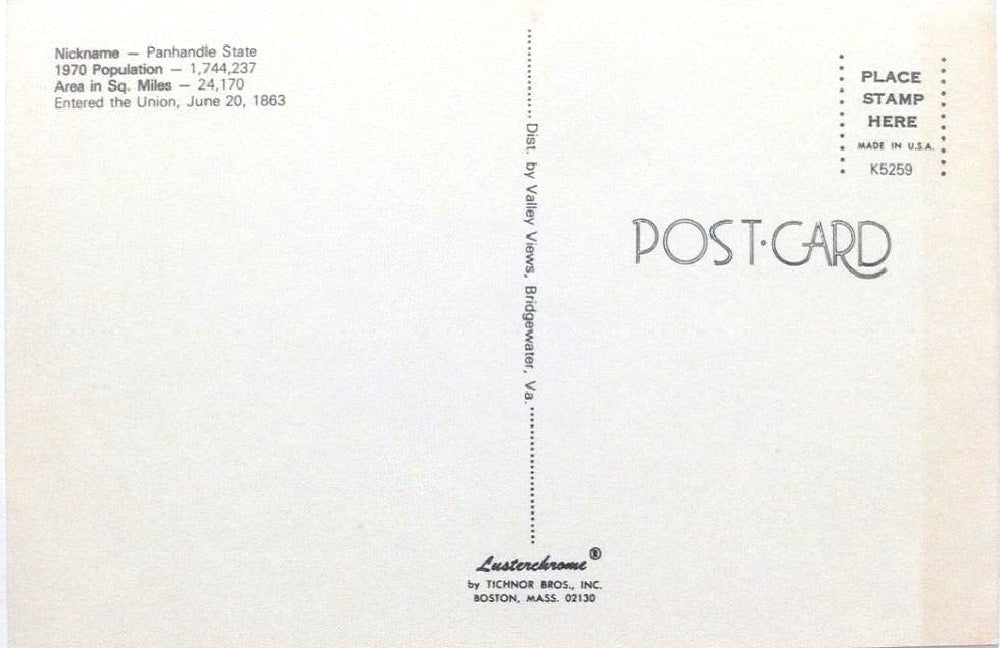 Nickname — Panhandle State
1970 Population — 1,744,237
Area in Sq. Miles — 24,170
Entered the Union, June 20, 1863
Dist. by Valley Views, Bridgewater, Va.
PLACE
STAMP
HERE
MADE IN U.S.A.
K5259
POST·CARD
Lusterchrome®
by TICHNOR BROS., INC.
BOSTON, MASS. 02130